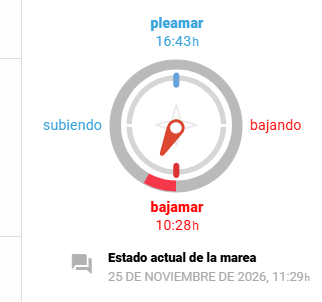 pleamar
16:43h
subiendo
bajando
bajamar
10:28h
Estado actual de la marea
25 DE NOVIEMBRE DE 2026, 11:29h